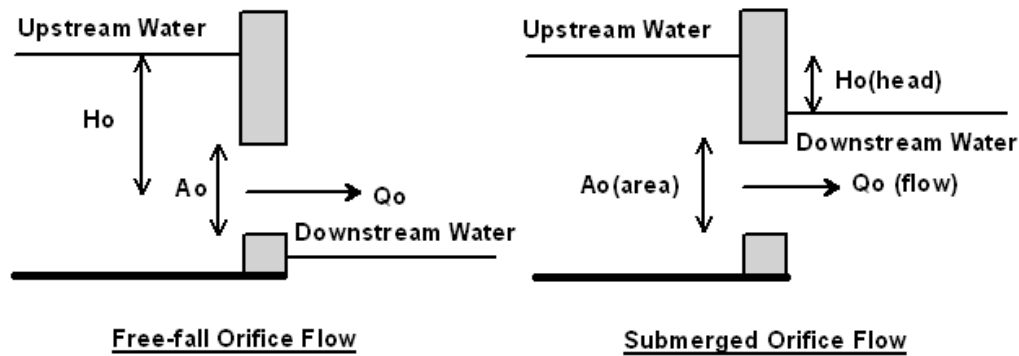 Upstream Water
Ho
Ao
Qo
Downstream Water
Free-fall Orifice Flow
Upstream Water
Ho(head)
Downstream Water
Ao(area)
Qo (flow)
Submerged Orifice Flow